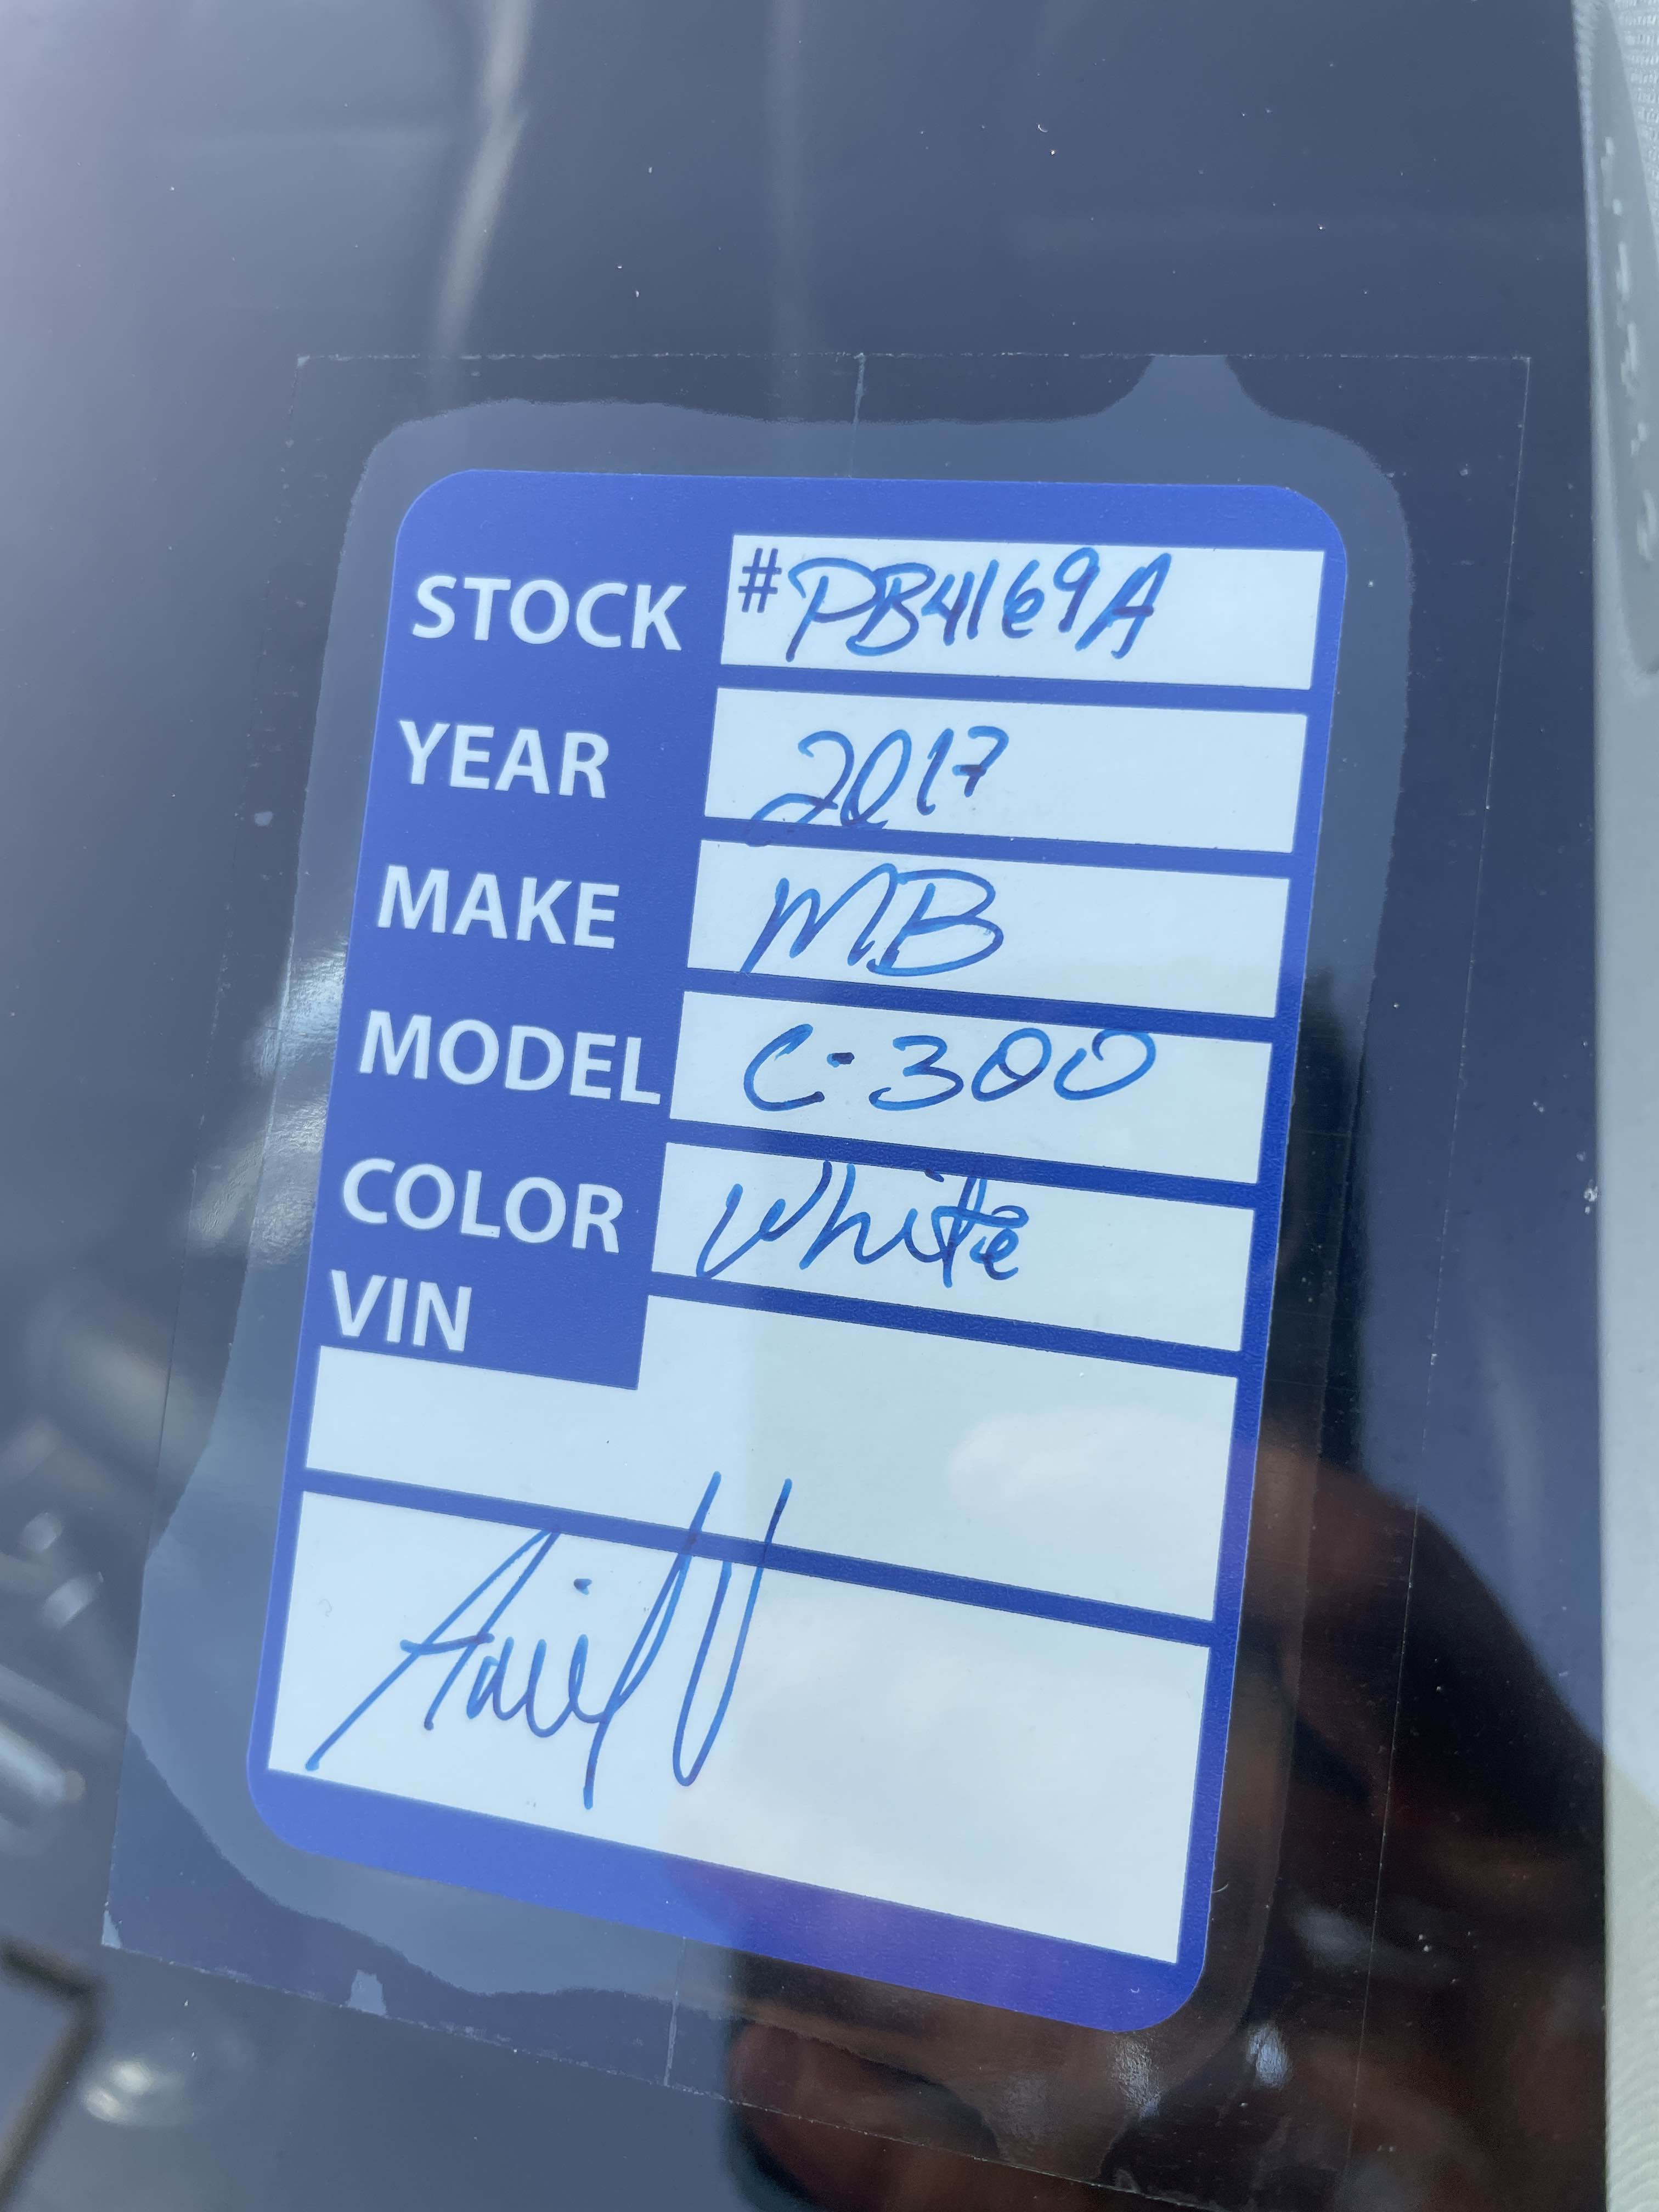 STOCK #PB4169A
YEAR 2017
MAKE MB
MODEL C-300
COLOR White
VIN